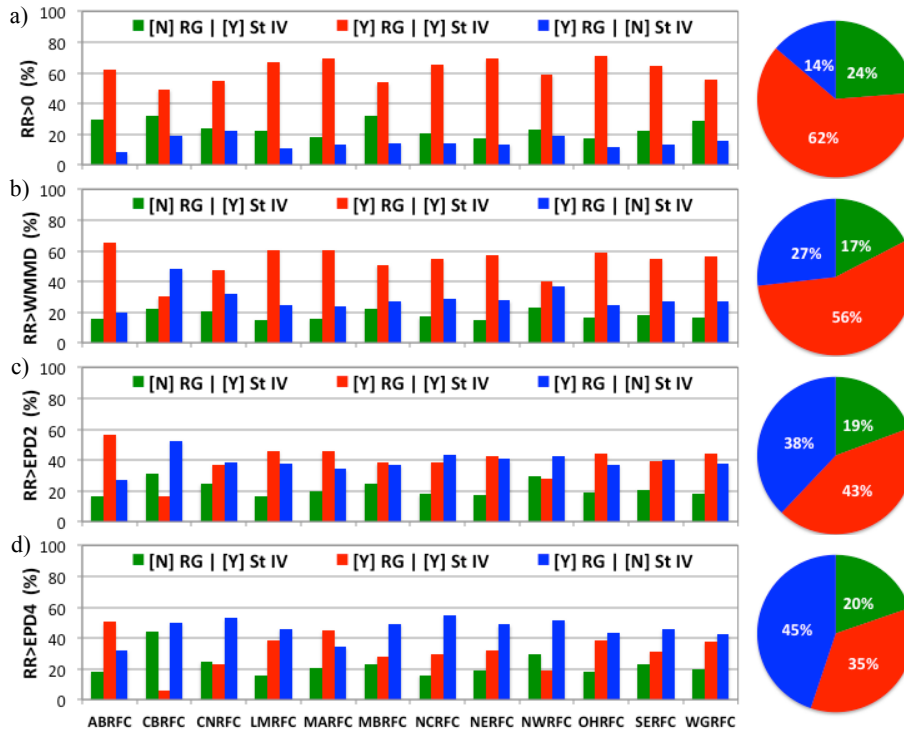 a)
[N] RG | [Y] St IV [Y] RG | [Y] St IV [Y] RG | [N] St IV
RR>0 (%)
100
80
60
40
20
0
14%
24%
62%
b)
[N] RG | [Y] St IV [Y] RG | [Y] St IV [Y] RG | [N] St IV
RR>WMMD (%)
100
80
60
40
20
0
27%
17%
56%
c)
[N] RG | [Y] St IV [Y] RG | [Y] St IV [Y] RG | [N] St IV
RR>EPD2 (%)
100
80
60
40
20
0
38%
19%
43%
d)
[N] RG | [Y] St IV [Y] RG | [Y] St IV [Y] RG | [N] St IV
RR>EPD4 (%)
100
80
60
40
20
0
45%
20%
35%
ABRFC CBRFC CNRFC LMRFC MARFC MBRFC NCRFC NERFC NWRFC OHRFC SERFC WGRFC